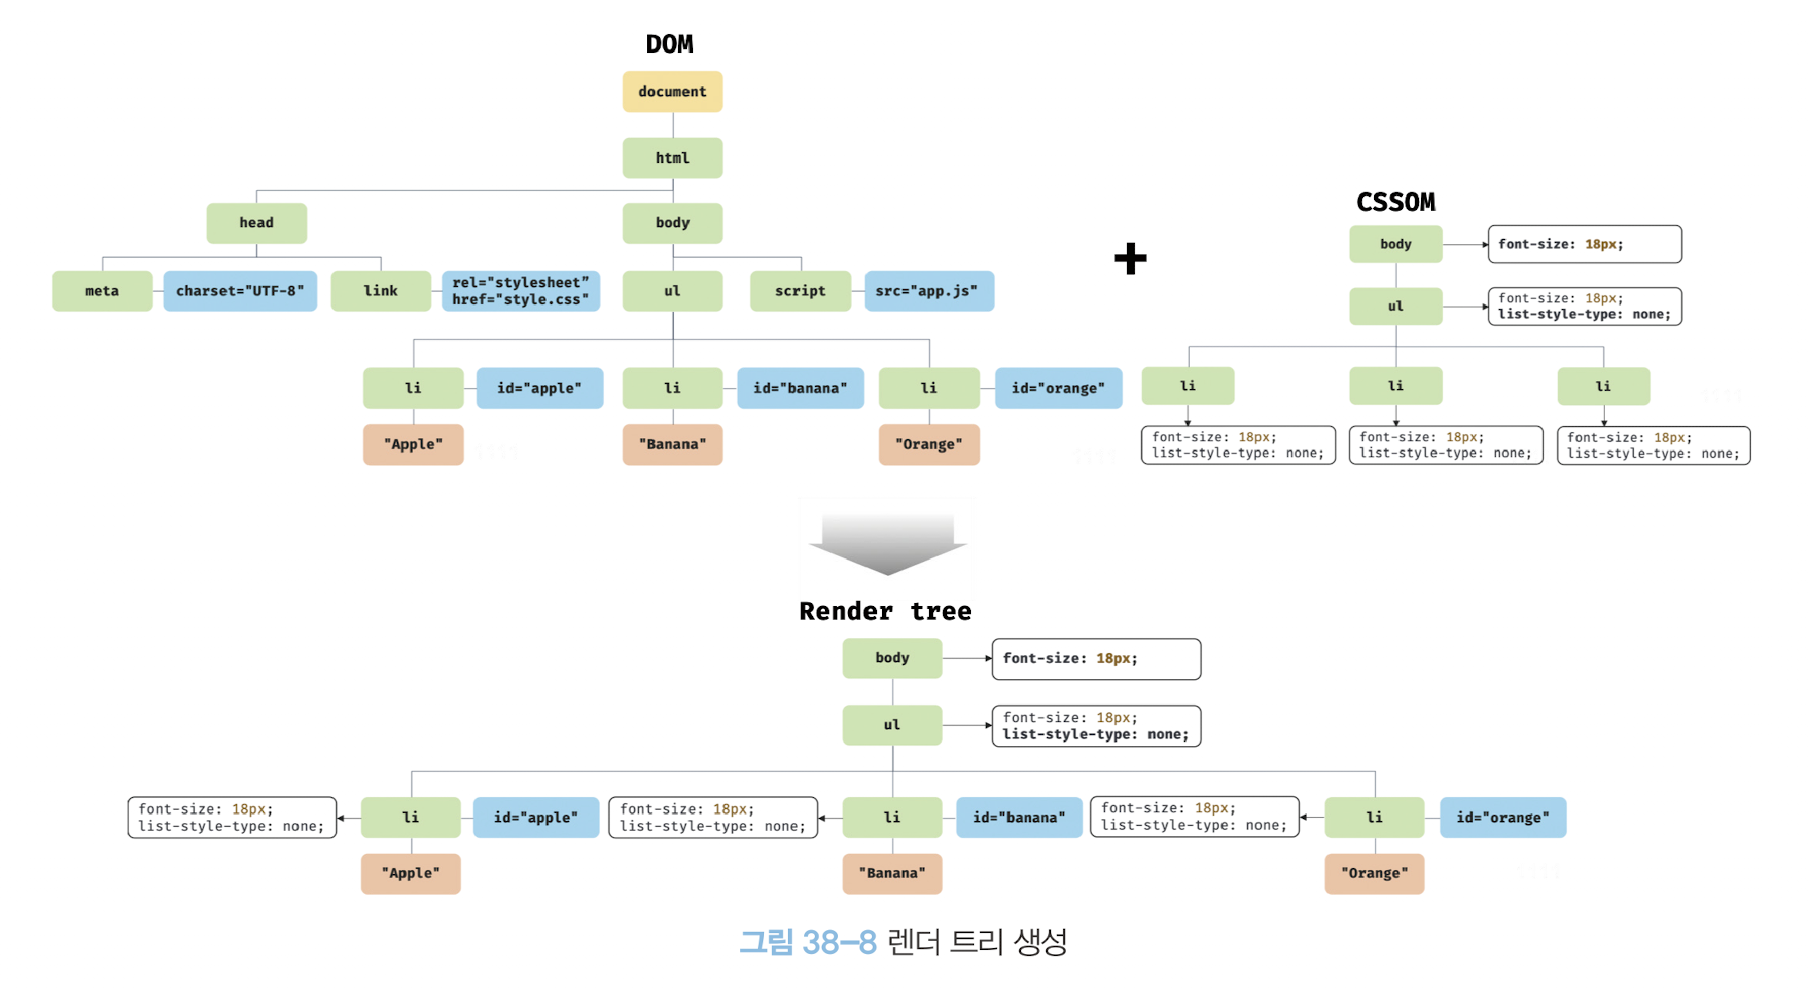 DOM
document
html
head
body
meta
charset="UTF-8"
link
rel="stylesheet”
href="style.css"
ul
script
src="app.js"
li
id="apple"
li
id="banana"
li
id="orange"
"Apple"
"Banana"
"Orange"
+
CSSOM
body
font-size: 18px;
ul
font-size: 18px;
list-style-type: none;
li
li
li
font-size: 18px;
list-style-type: none;
font-size: 18px;
list-style-type: none;
font-size: 18px;
list-style-type: none;
Render tree
body
font-size: 18px;
ul
font-size: 18px;
list-style-type: none;
font-size: 18px;
list-style-type: none;
li
id="apple"
font-size: 18px;
list-style-type: none;
li
id="banana"
font-size: 18px;
list-style-type: none;
li
id="orange"
"Apple"
"Banana"
"Orange"
그림 38-8 렌더 트리 생성